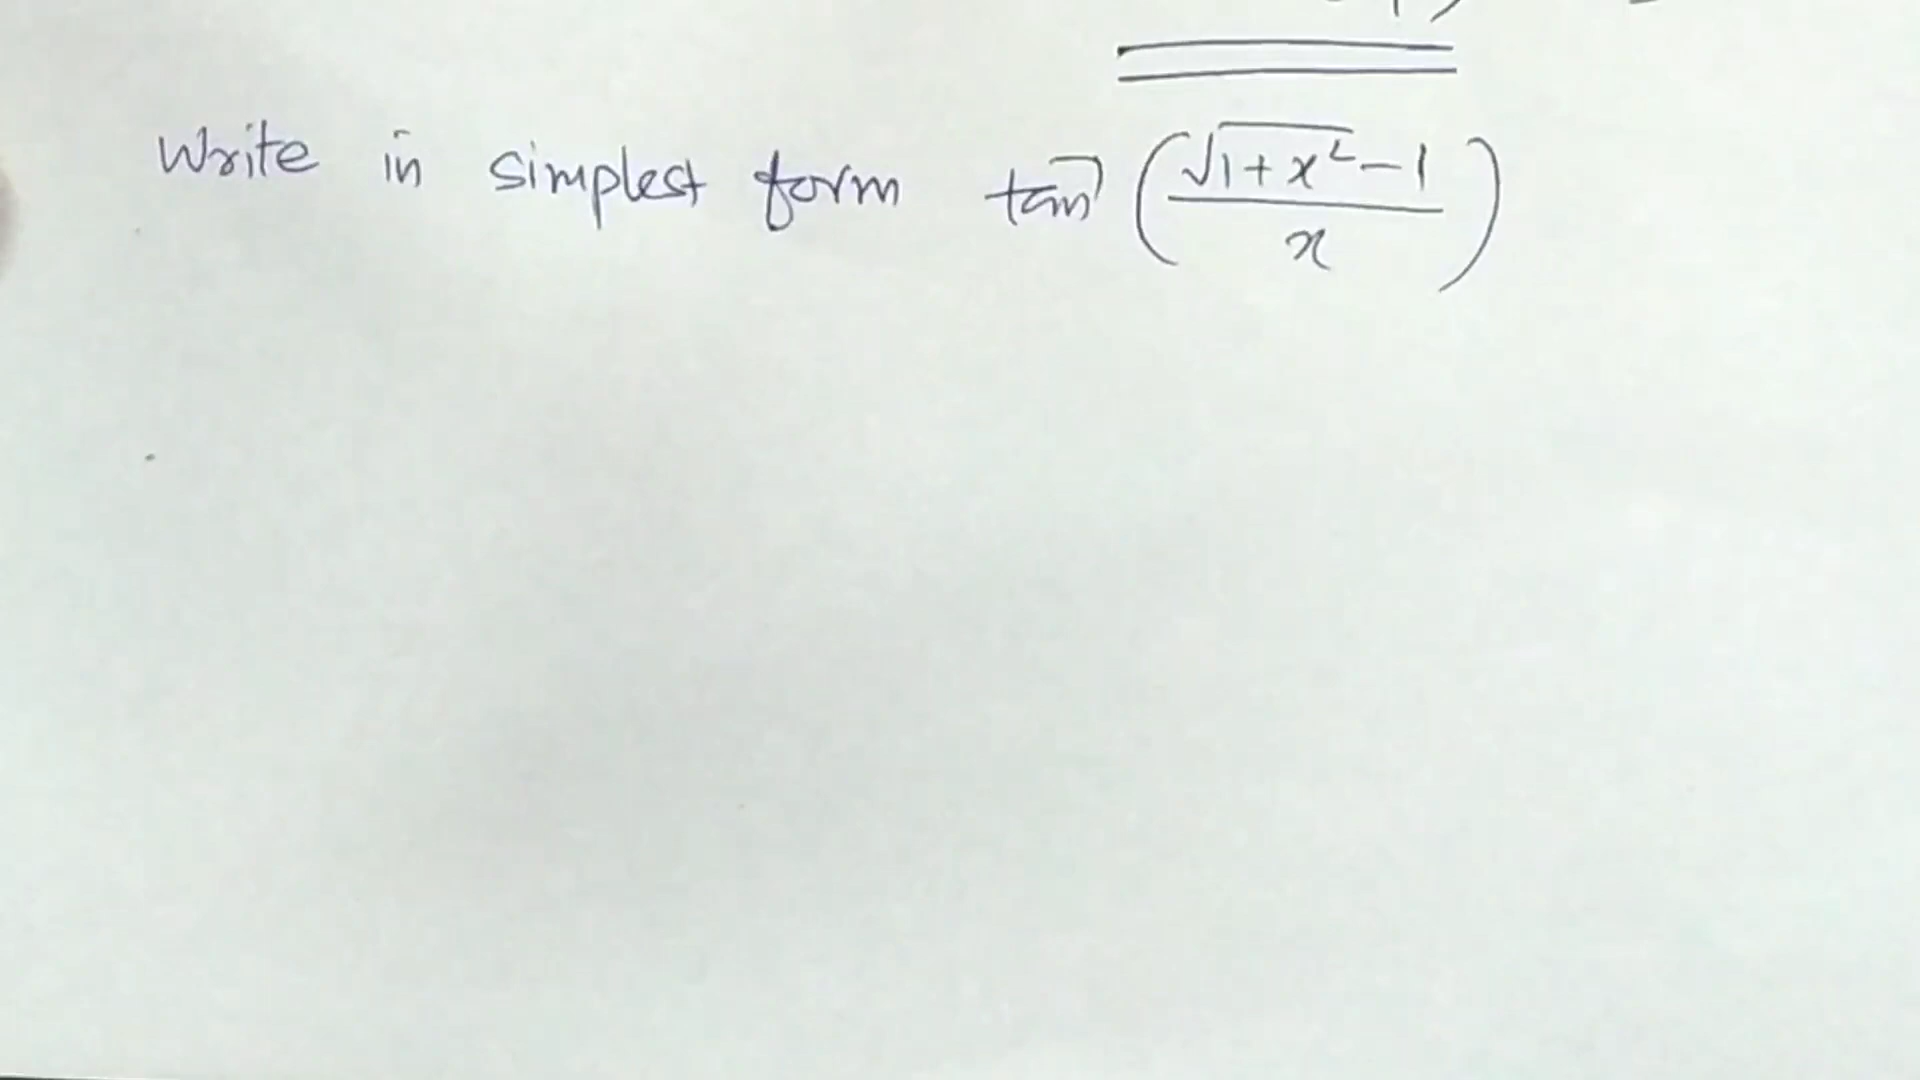 Write in simplest form tan⁻¹ (√(1+x²) − 1 / x)